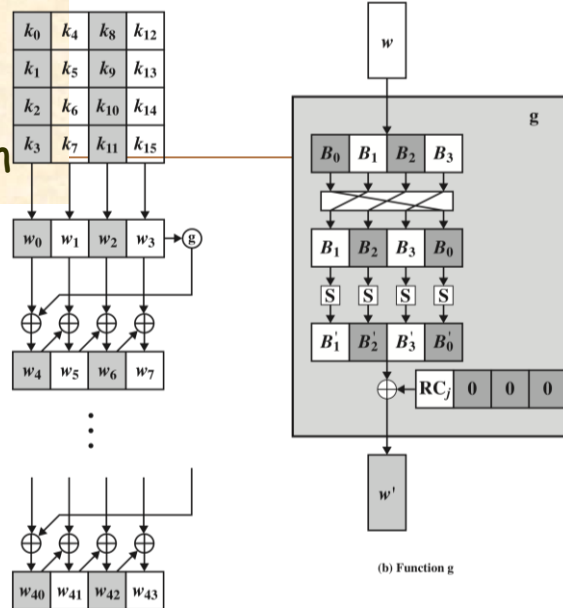 k0 k4 k8 k12
k1 k5 k9 k13
k2 k6 k10 k14
k3 k7 k11 k15
w0 w1 w2 w3 g
w4 w5 w6 w7
w40 w41 w42 w43
w
g
B0 B1 B2 B3
B1 B2 B3 B0
S S S S
B'1 B'2 B'3 B'0
RCj 0 0 0
w'
(b) Function g